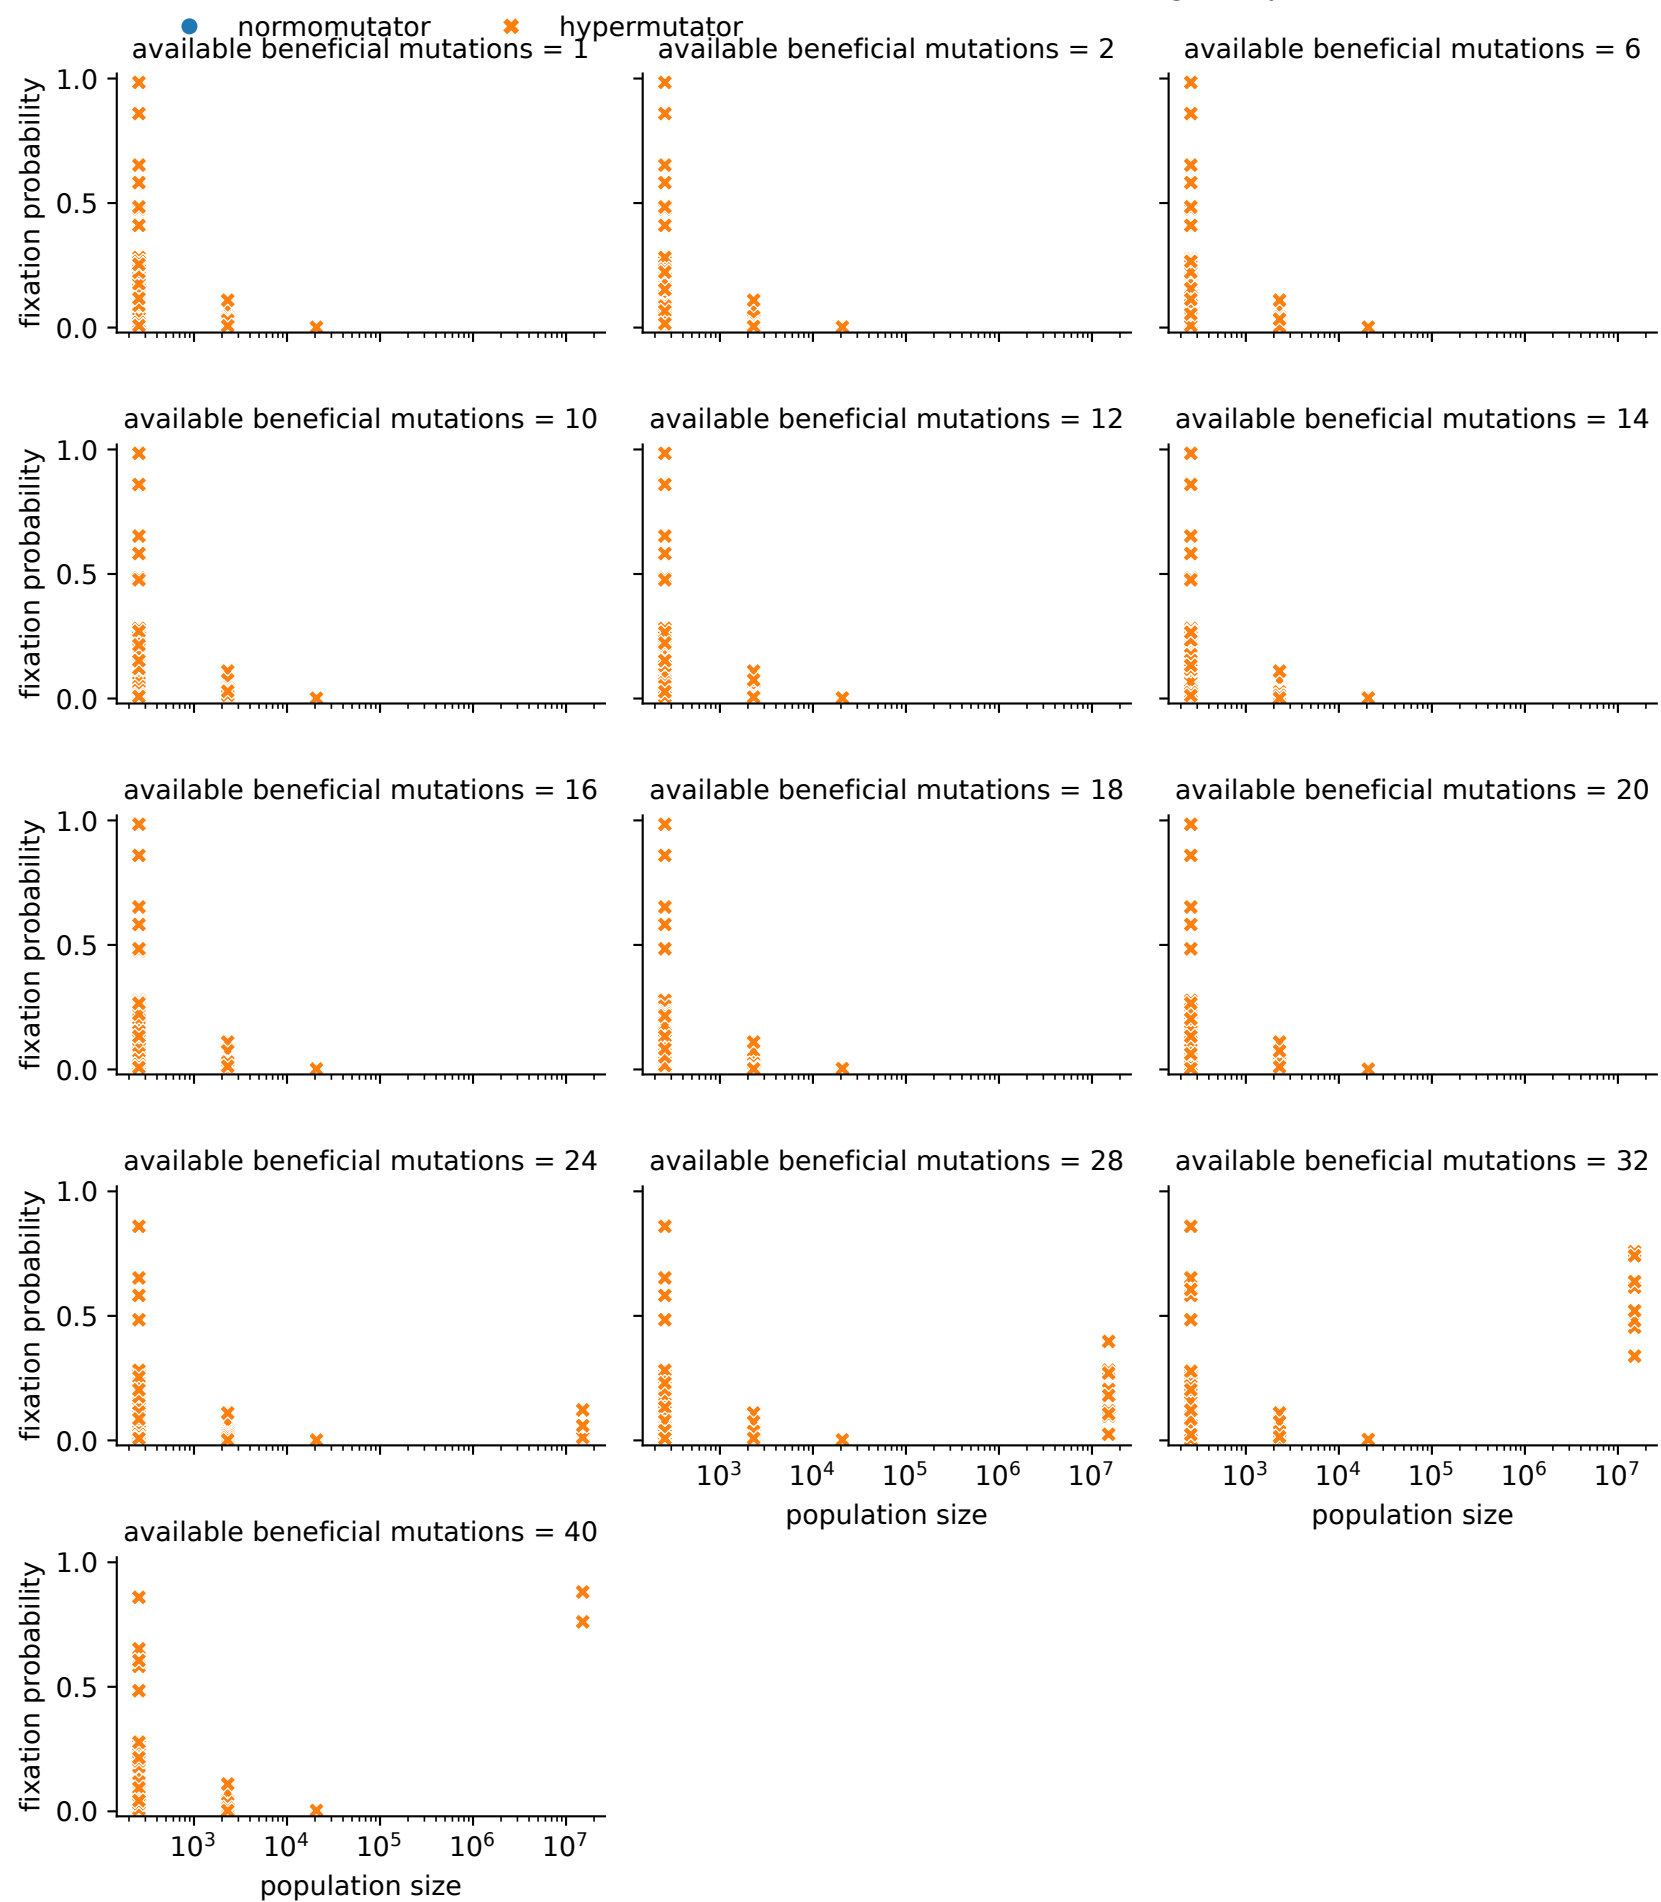 normomutator hypermutator
available beneficial mutations = 1 available beneficial mutations = 2 available beneficial mutations = 6
fixation probability
1.0
0.5
0.0
available beneficial mutations = 10 available beneficial mutations = 12 available beneficial mutations = 14
fixation probability
1.0
0.5
0.0
available beneficial mutations = 16 available beneficial mutations = 18 available beneficial mutations = 20
fixation probability
1.0
0.5
0.0
available beneficial mutations = 24 available beneficial mutations = 28 available beneficial mutations = 32
fixation probability
1.0
0.5
0.0
10³ 10⁴ 10⁵ 10⁶ 10⁷ 10³ 10⁴ 10⁵ 10⁶ 10⁷
population size population size
available beneficial mutations = 40
fixation probability
1.0
0.5
0.0
10³ 10⁴ 10⁵ 10⁶ 10⁷
population size